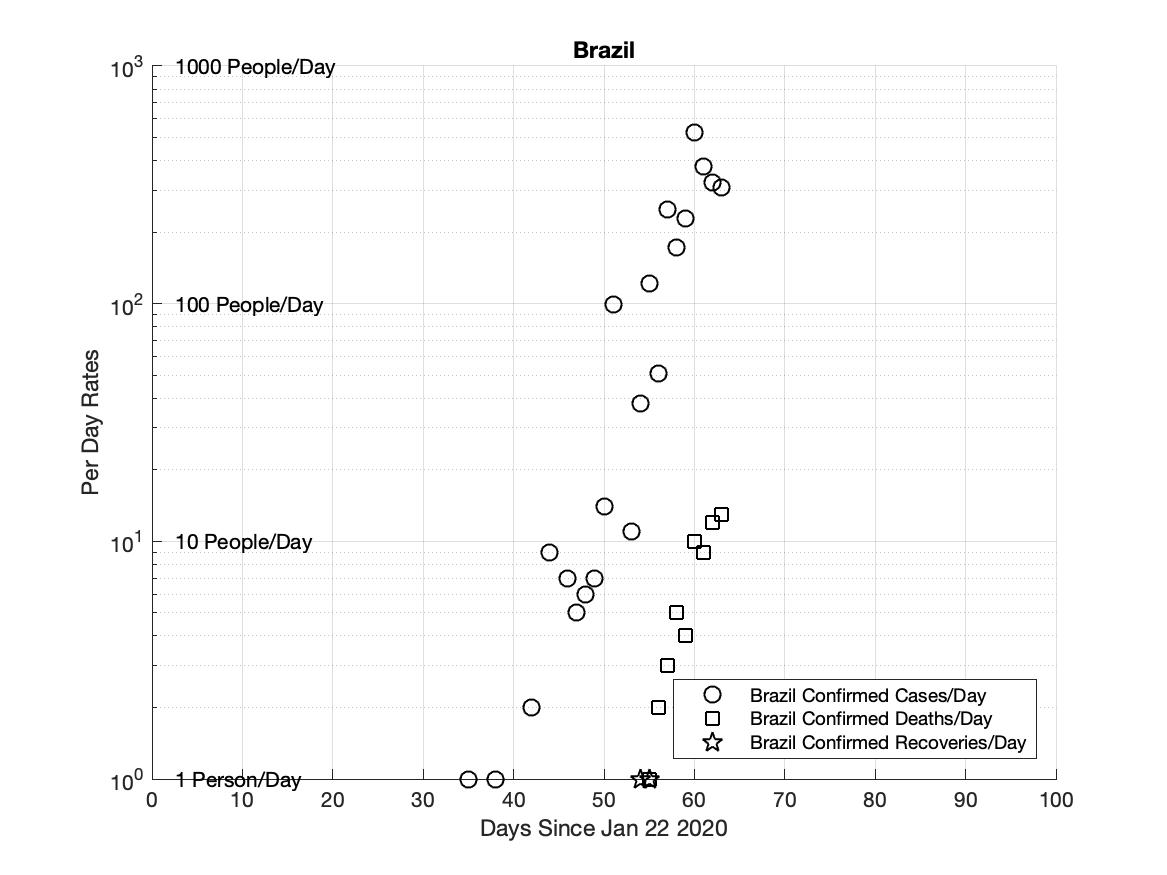 Brazil
10³
1000 People/Day
10²
100 People/Day
Per Day Rates
10¹
10 People/Day
Brazil Confirmed Cases/Day
Brazil Confirmed Deaths/Day
Brazil Confirmed Recoveries/Day
10⁰
1 Person/Day
0 10 20 30 40 50 60 70 80 90 100
Days Since Jan 22 2020